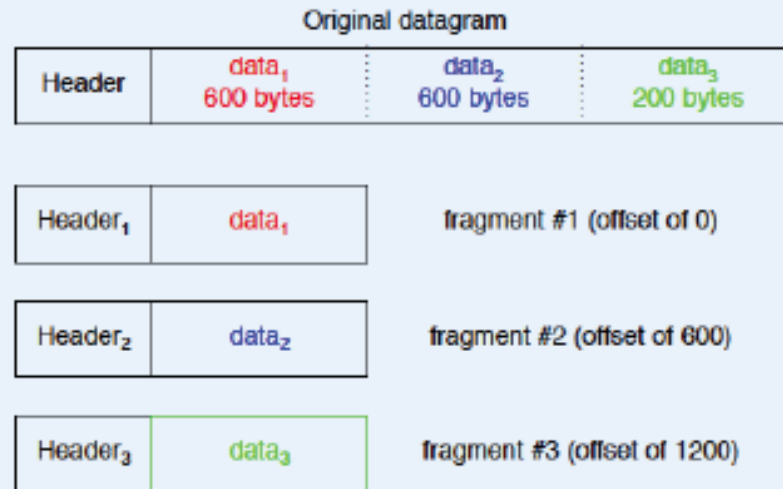 Original datagram
Header
data₁
600 bytes
data₂
600 bytes
data₃
200 bytes
Header₁
data₁
fragment #1 (offset of 0)
Header₂
data₂
fragment #2 (offset of 600)
Header₃
data₃
fragment #3 (offset of 1200)